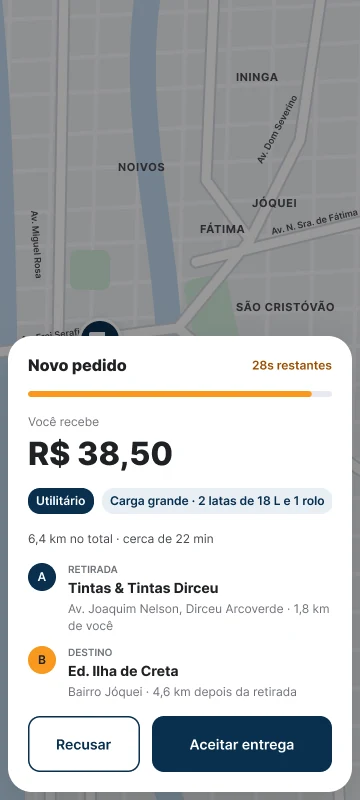 ININGA
Av. Dom Severino
NOIVOS
JÓQUEI
Av. Miguel Rosa
FÁTIMA
Av. N. Sra. de Fátima
SÃO CRISTÓVÃO
Frei Serafi
Novo pedido
28s restantes
Você recebe
R$ 38,50
Utilitário
Carga grande · 2 latas de 18 L e 1 rolo
6,4 km no total · cerca de 22 min
A
RETIRADA
Tintas & Tintas Dirceu
Av. Joaquim Nelson, Dirceu Arcoverde · 1,8 km
de você
B
DESTINO
Ed. Ilha de Creta
Bairro Jóquei · 4,6 km depois da retirada
Recusar
Aceitar entrega